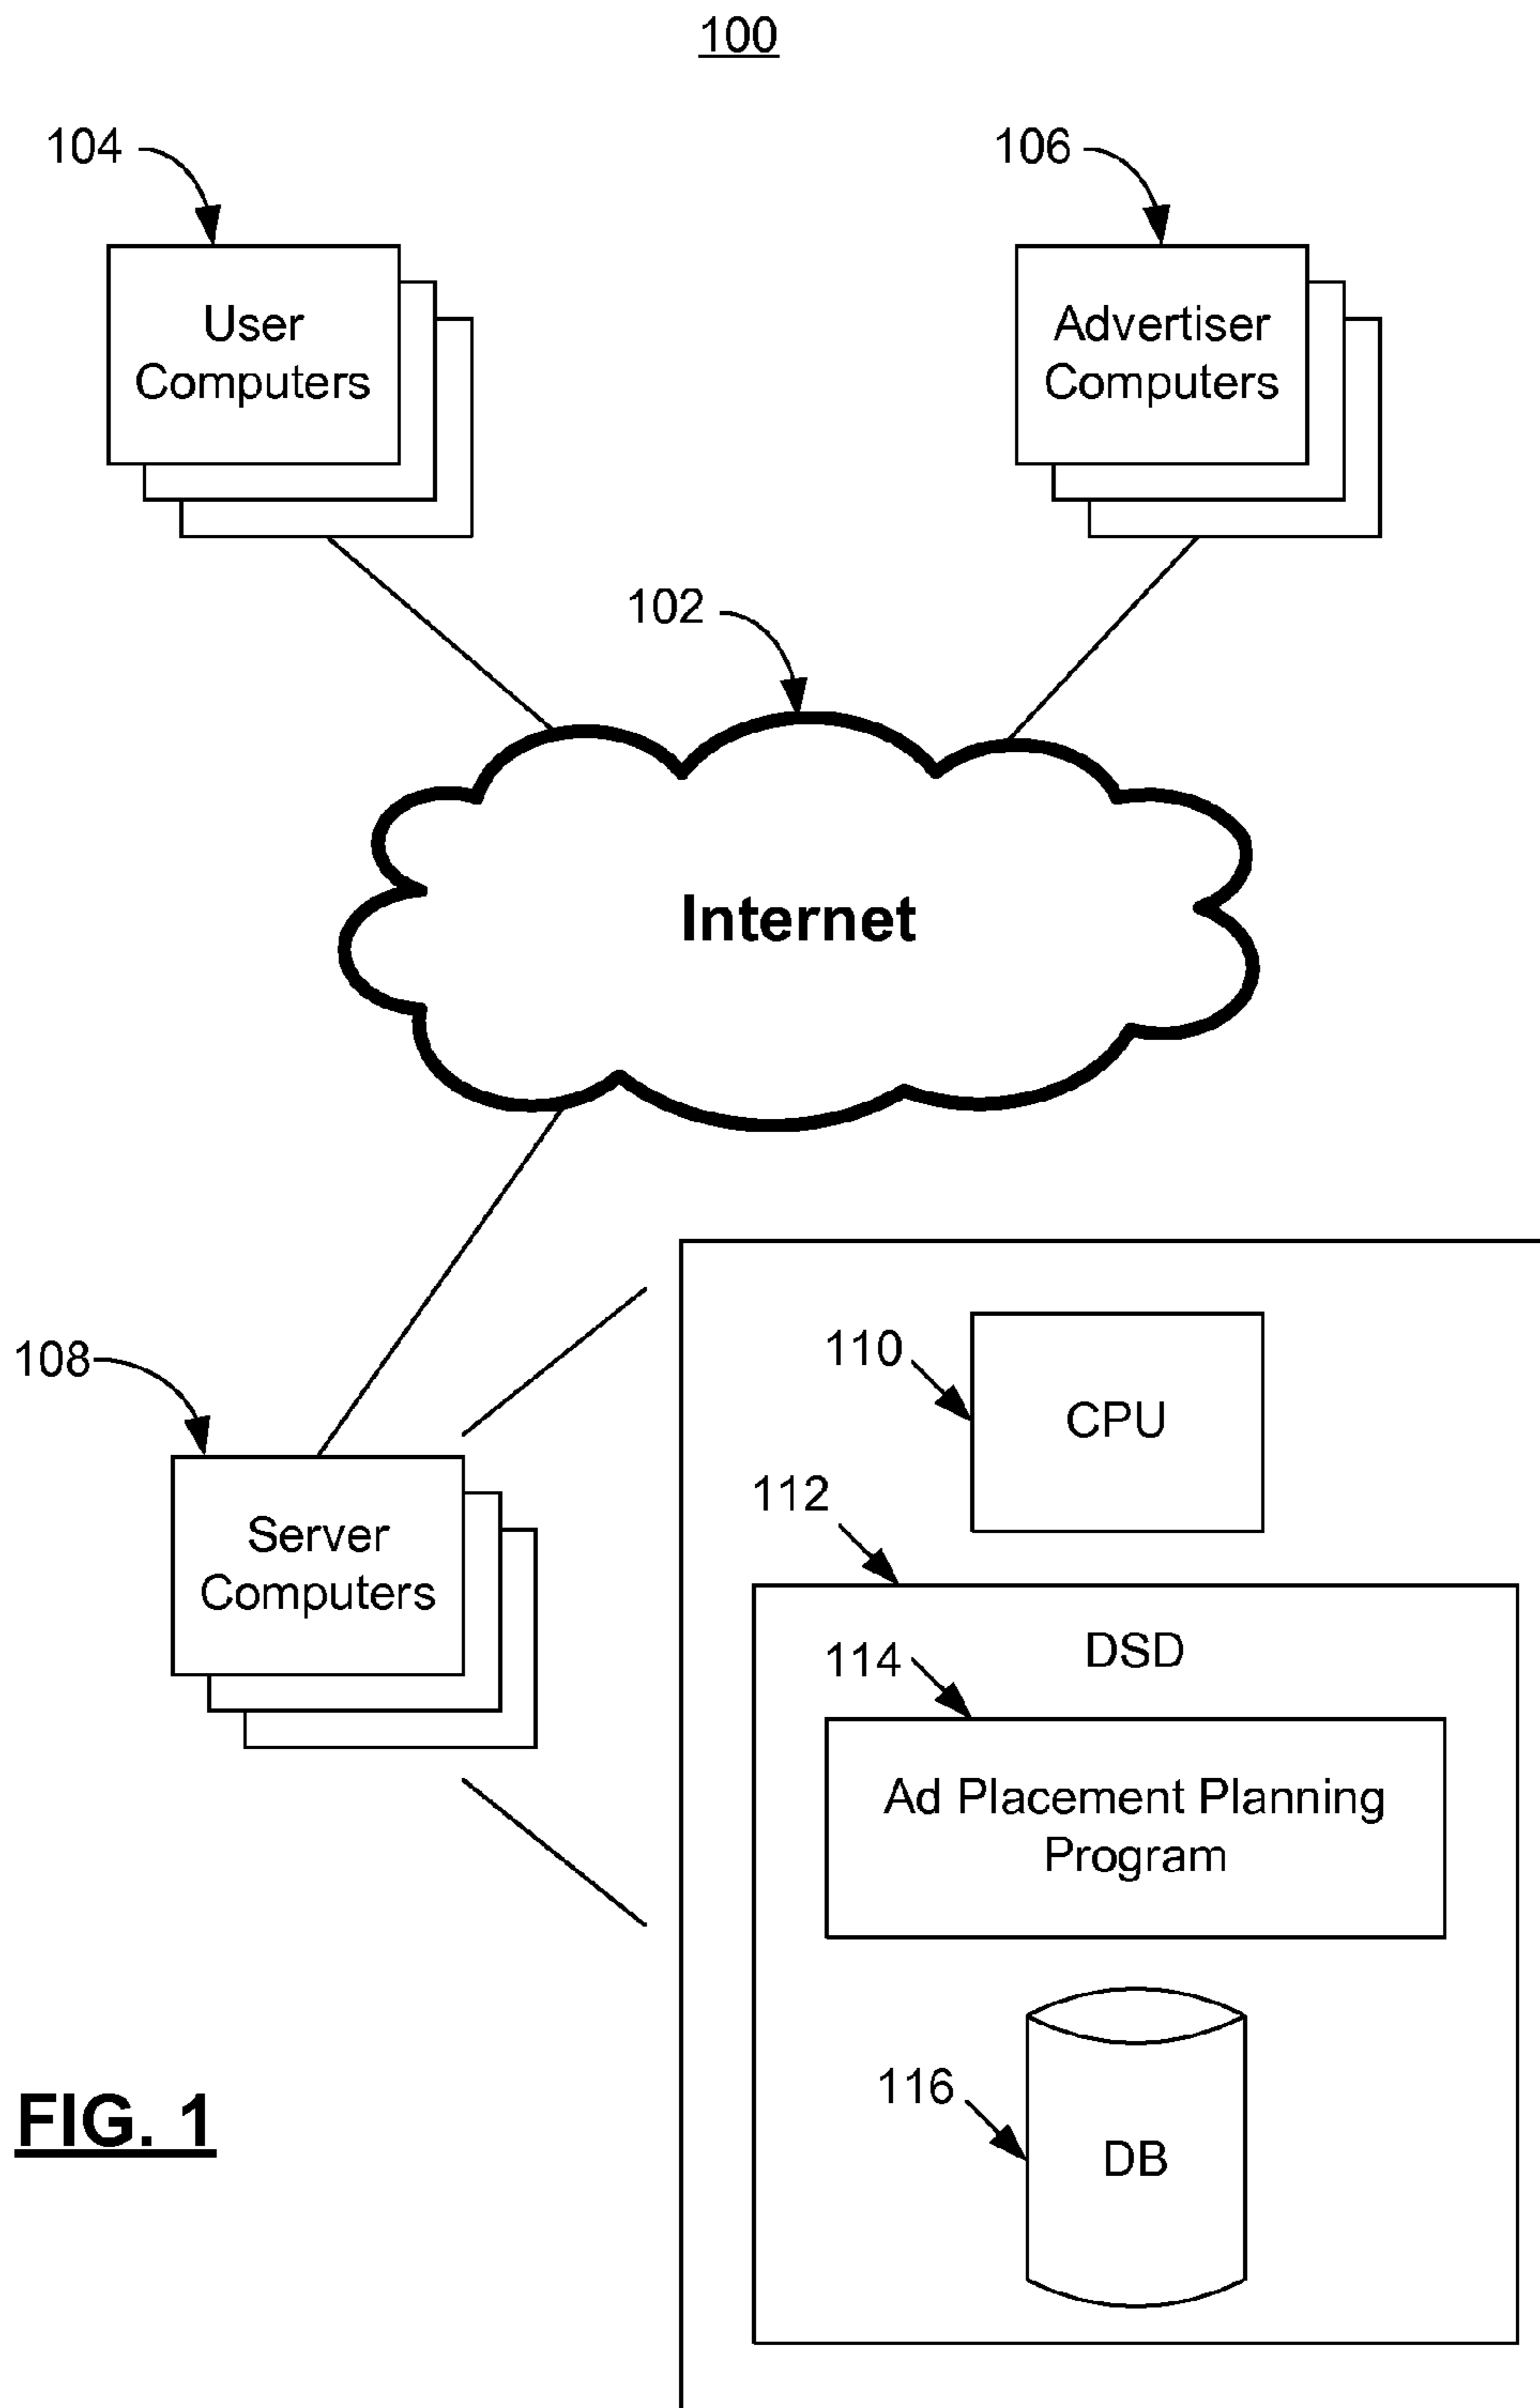 100
104
106
User
Computers
Advertiser
Computers
102
Internet
108
110
CPU
112
Server
Computers
DSD
114
Ad Placement Planning
Program
116
DB
FIG. 1